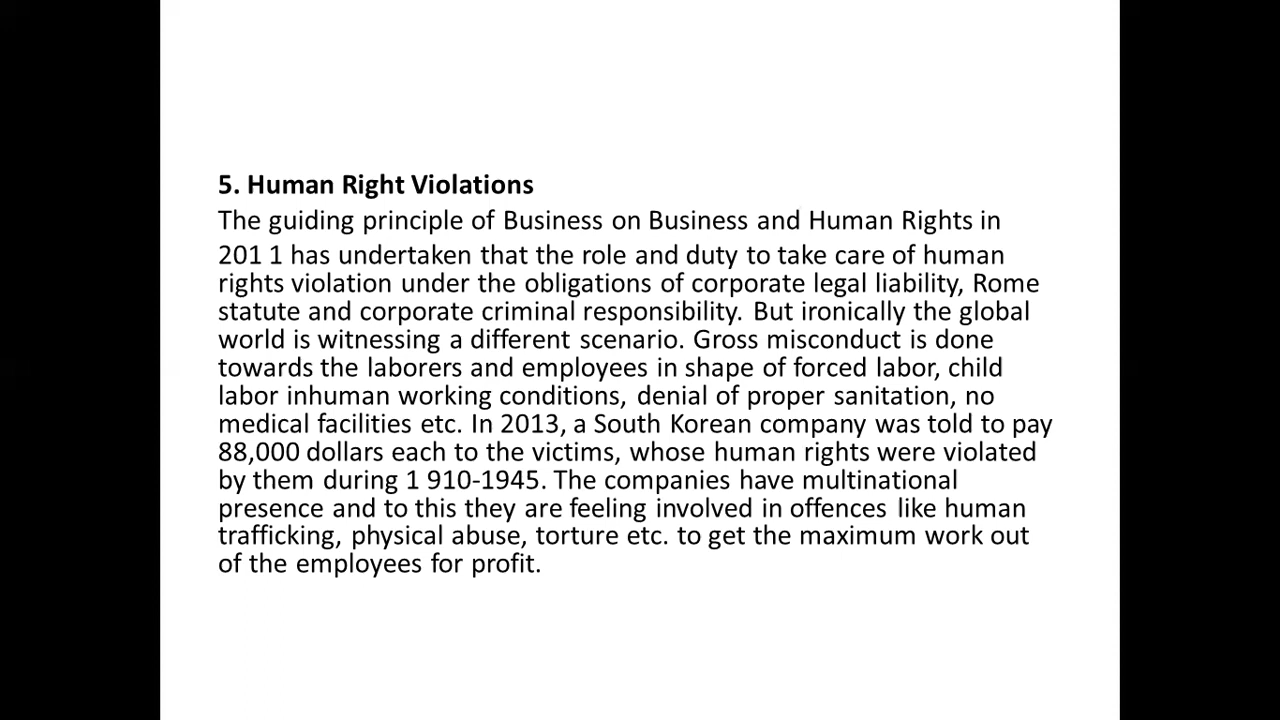 5. Human Right Violations
The guiding principle of Business on Business and Human Rights in
201 1 has undertaken that the role and duty to take care of human
rights violation under the obligations of corporate legal liability, Rome
statute and corporate criminal responsibility. But ironically the global
world is witnessing a different scenario. Gross misconduct is done
towards the laborers and employees in shape of forced labor, child
labor inhuman working conditions, denial of proper sanitation, no
medical facilities etc. In 2013, a South Korean company was told to pay
88,000 dollars each to the victims, whose human rights were violated
by them during 1 910-1945. The companies have multinational
presence and to this they are feeling involved in offences like human
trafficking, physical abuse, torture etc. to get the maximum work out
of the employees for profit.